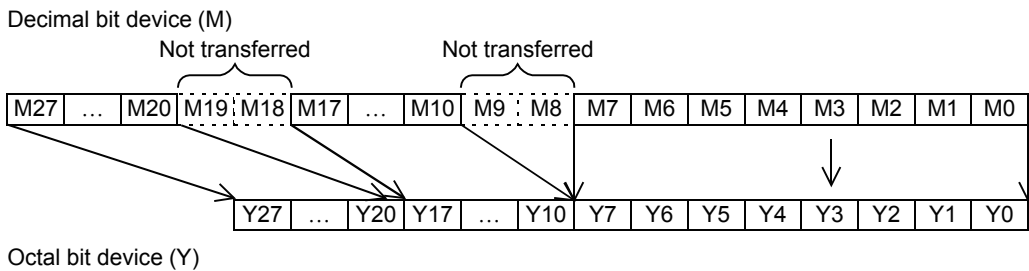 Decimal bit device (M)
Not transferred Not transferred
M27 … M20 M19 M18 M17 … M10 M9 M8 M7 M6 M5 M4 M3 M2 M1 M0
Y27 … Y20 Y17 … Y10 Y7 Y6 Y5 Y4 Y3 Y2 Y1 Y0
Octal bit device (Y)